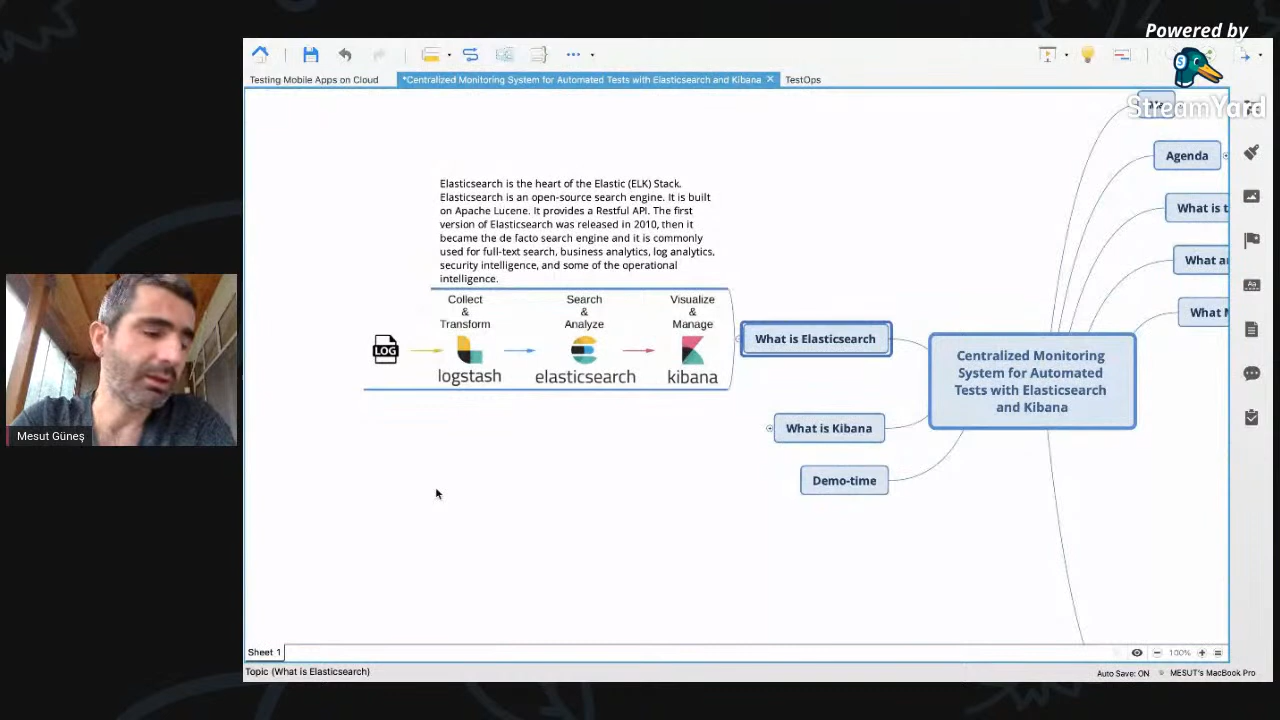 Powered by
StreamYard
Testing Mobile Apps on Cloud
*Centralized Monitoring System for Automated Tests with Elasticsearch and Kibana
TestOps
Agenda
Elasticsearch is the heart of the Elastic (ELK) Stack.
Elasticsearch is an open-source search engine. It is built
on Apache Lucene. It provides a Restful API. The first
version of Elasticsearch was released in 2010, then it
became the de facto search engine and it is commonly
used for full-text search, business analytics, log analytics,
security intelligence, and some of the operational
intelligence.
What is t
What ar
What N
Collect
&
Transform
Search
&
Analyze
Visualize
&
Manage
LOG
logstash
elasticsearch
kibana
What is Elasticsearch
Centralized Monitoring
System for Automated
Tests with Elasticsearch
and Kibana
What is Kibana
Demo-time
Mesut Güneş
Sheet 1
100%
Topic (What is Elasticsearch)
Auto Save: ON
MESUT's MacBook Pro